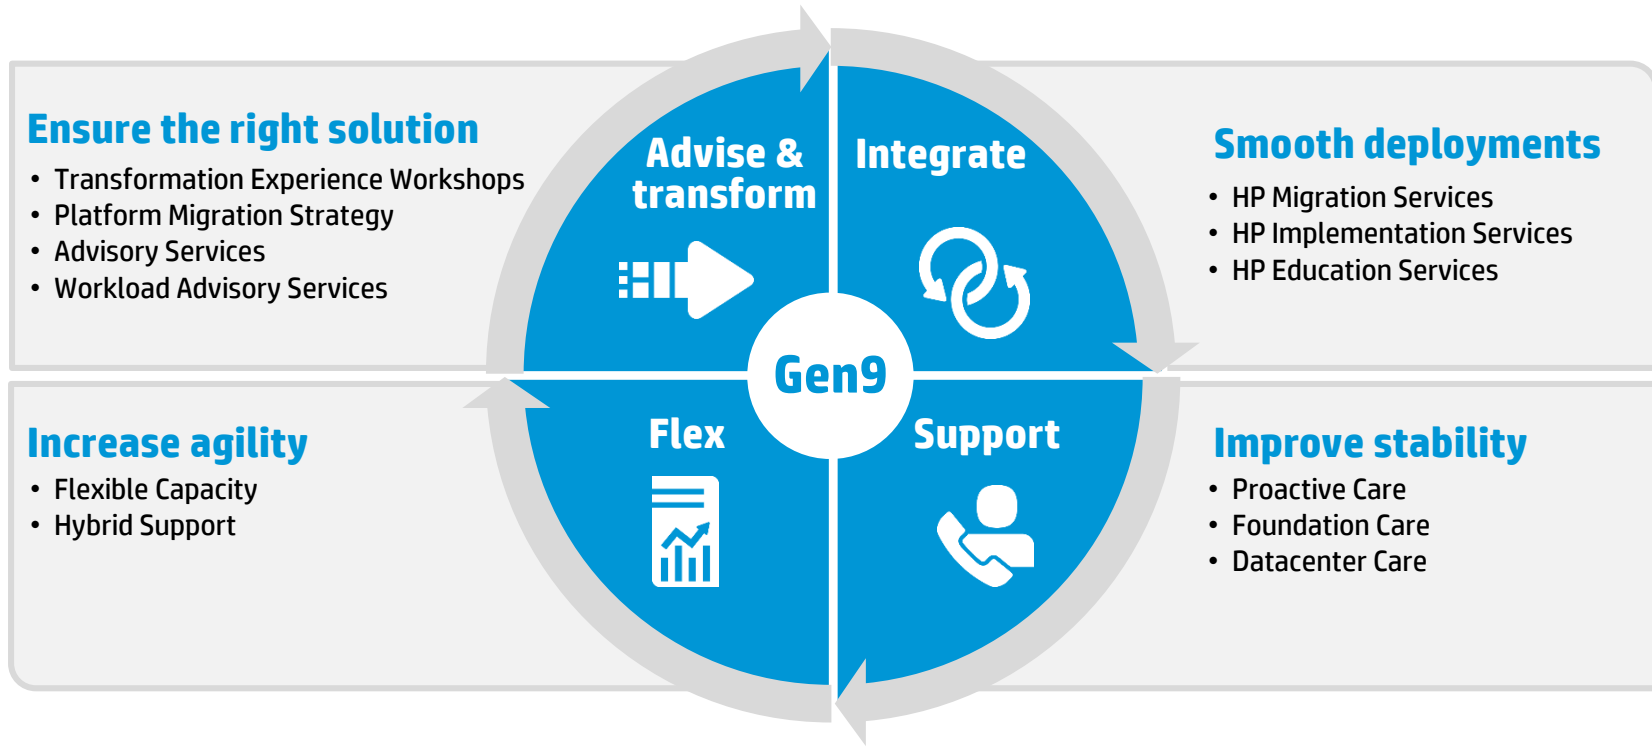 Ensure the right solution
• Transformation Experience Workshops
• Platform Migration Strategy
• Advisory Services
• Workload Advisory Services
Advise &
transform
Integrate
Smooth deployments
• HP Migration Services
• HP Implementation Services
• HP Education Services
Gen9
Increase agility
• Flexible Capacity
• Hybrid Support
Flex
Support
Improve stability
• Proactive Care
• Foundation Care
• Datacenter Care